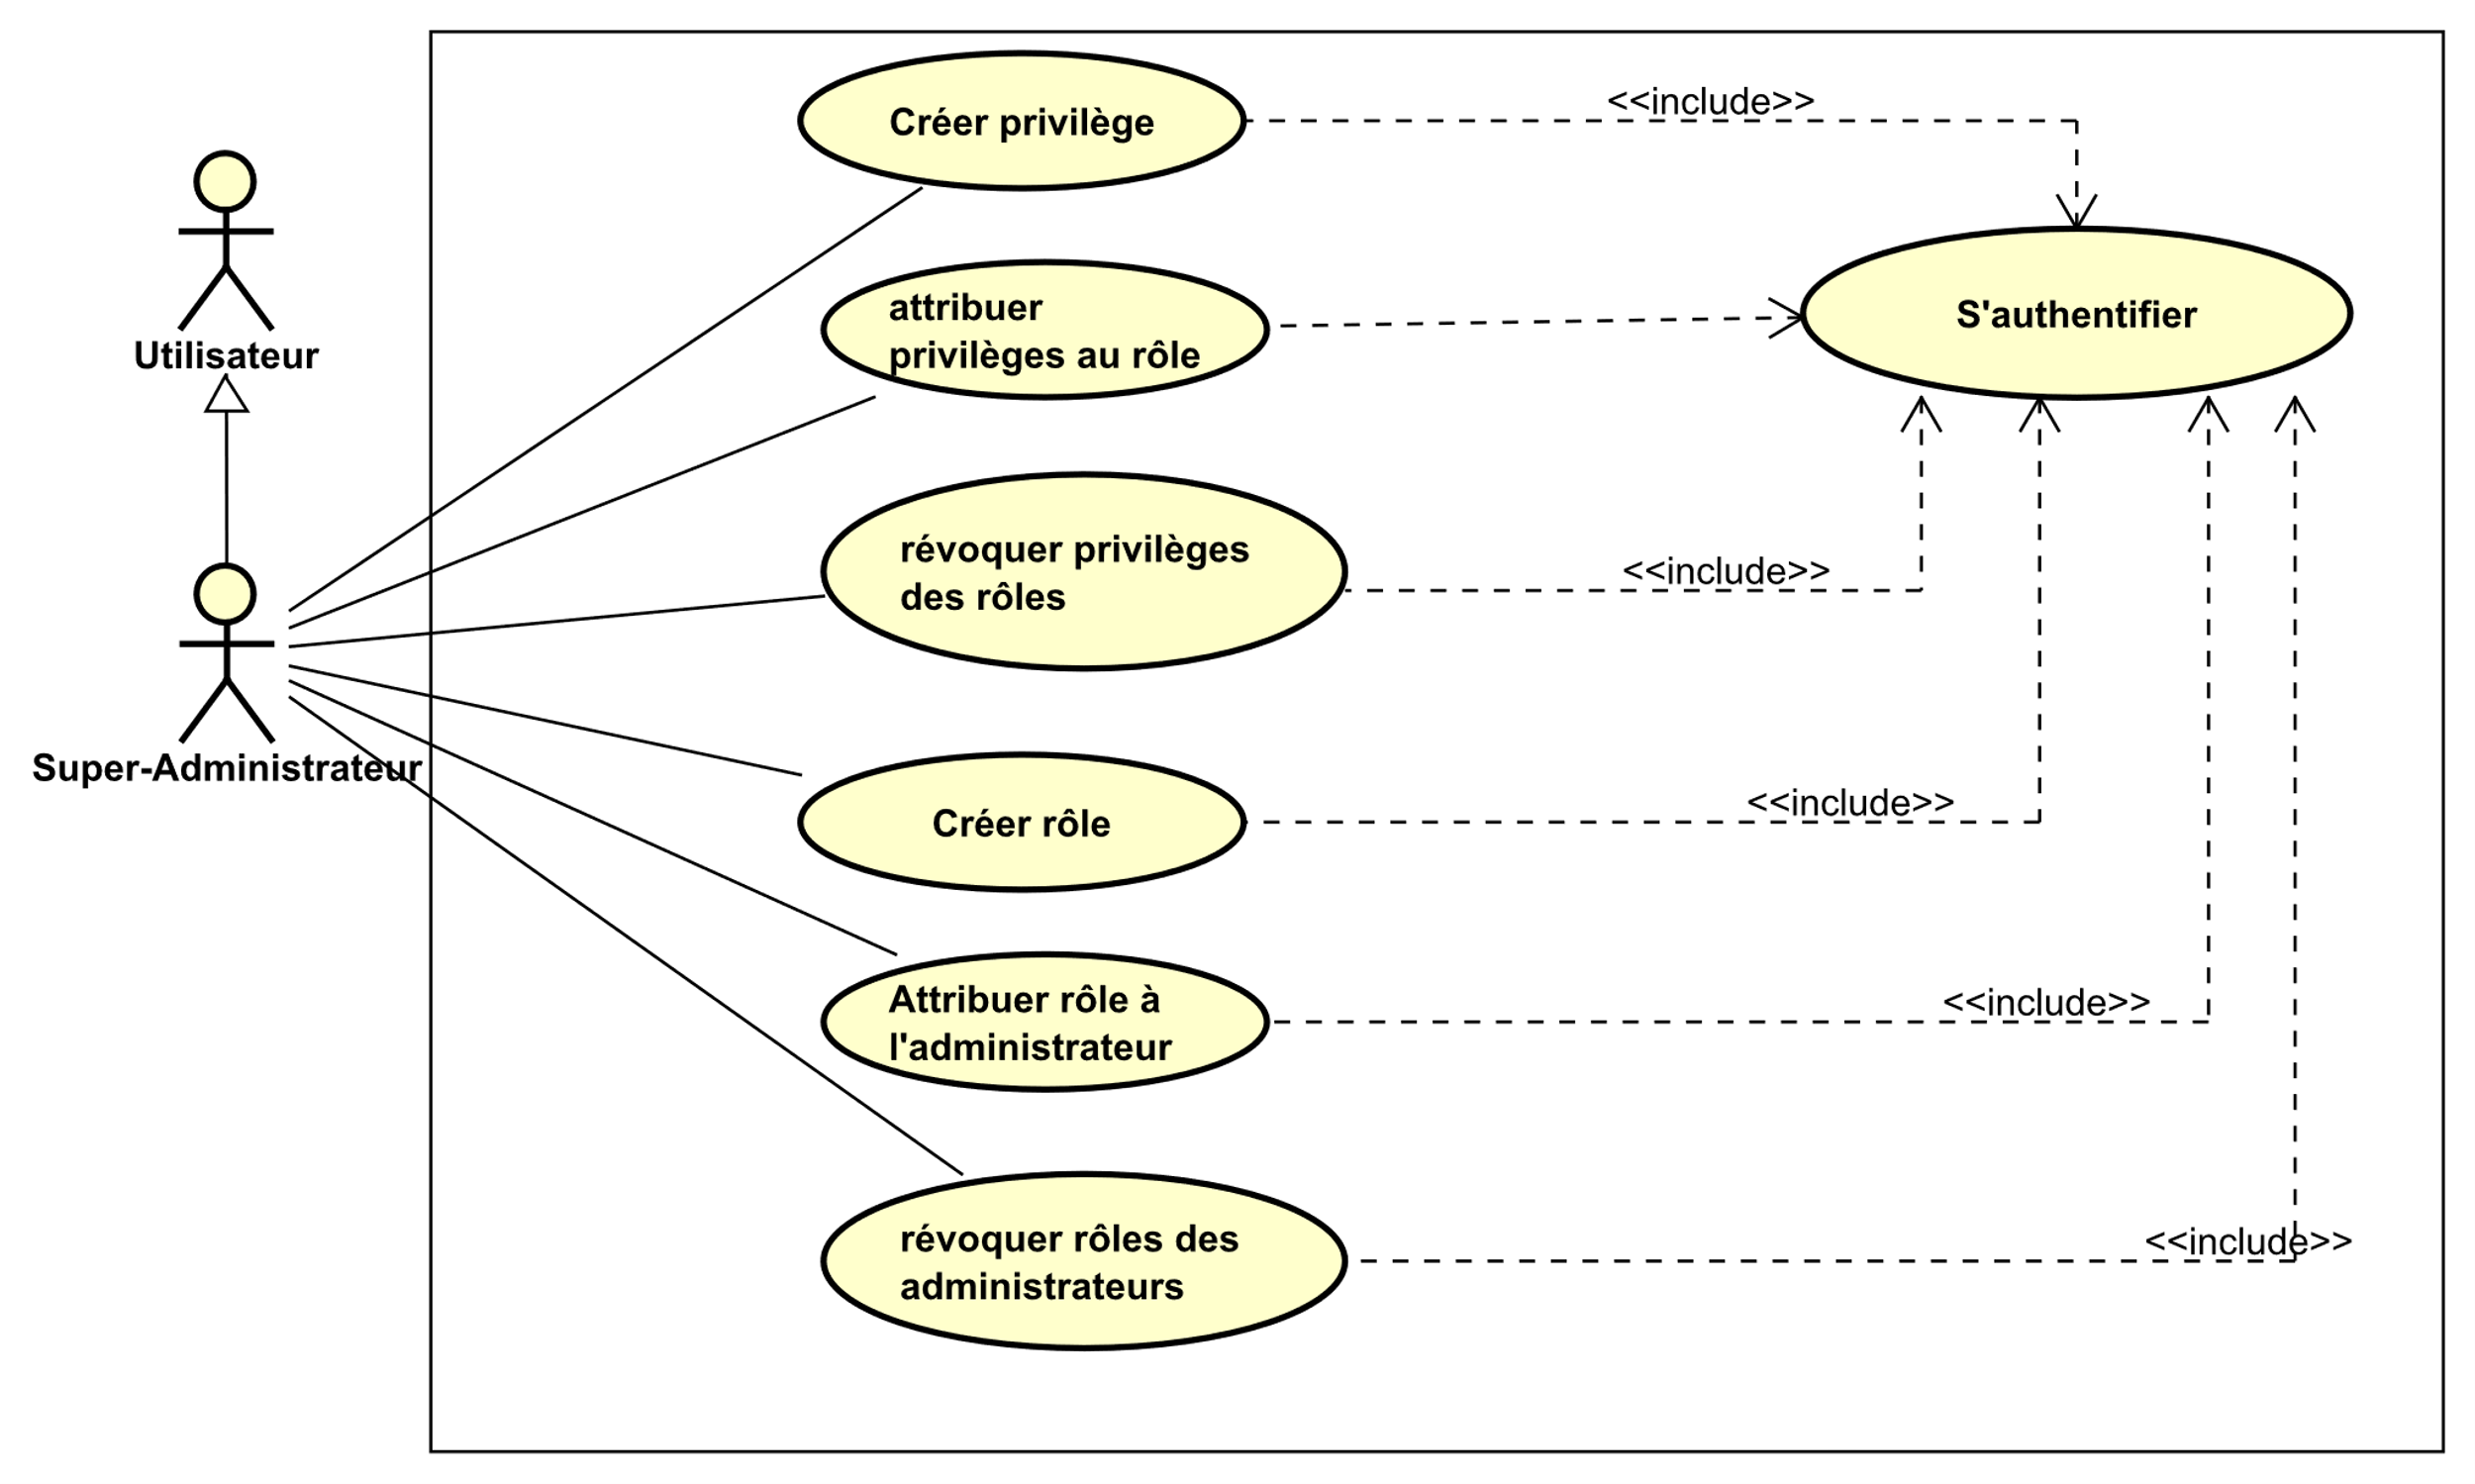 Créer privilège
<<include>>
Utilisateur
attribuer
privilèges au rôle
S'authentifier
révoquer privilèges
des rôles
<<include>>
Super-Administrateur
Créer rôle
<<include>>
Attribuer rôle à
l'administrateur
<<include>>
révoquer rôles des
administrateurs
<<include>>